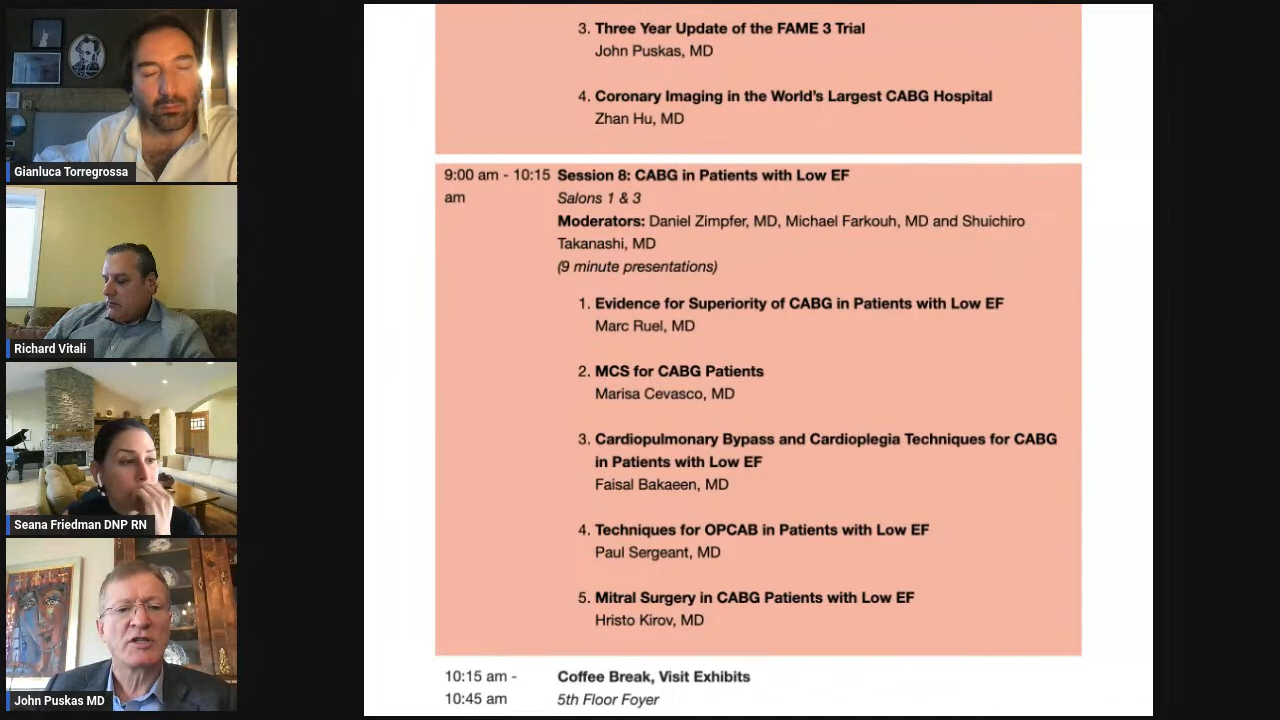 Gianluca Torregrossa
Richard Vitali
Seana Friedman DNP RN
John Puskas MD
3. Three Year Update of the FAME 3 Trial
John Puskas, MD
4. Coronary Imaging in the World's Largest CABG Hospital
Zhan Hu, MD
9:00 am - 10:15 am
Session 8: CABG in Patients with Low EF
Salons 1 & 3
Moderators: Daniel Zimpfer, MD, Michael Farkouh, MD and Shuichiro
Takanashi, MD
(9 minute presentations)
1. Evidence for Superiority of CABG in Patients with Low EF
Marc Ruel, MD
2. MCS for CABG Patients
Marisa Cevasco, MD
3. Cardiopulmonary Bypass and Cardioplegia Techniques for CABG
in Patients with Low EF
Faisal Bakaeen, MD
4. Techniques for OPCAB in Patients with Low EF
Paul Sergeant, MD
5. Mitral Surgery in CABG Patients with Low EF
Hristo Kirov, MD
10:15 am -
10:45 am
Coffee Break, Visit Exhibits
5th Floor Foyer